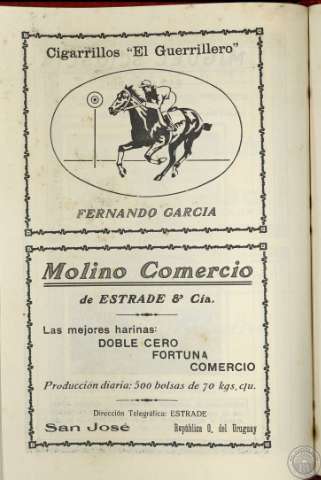 Cigarrillos "El Guerrillero"
FERNANDO GARCIA
Molino Comercio
de ESTRADE & Cía.
Las mejores harinas:
DOBLE CERO
FORTUNA
COMERCIO
Producción diaria: 500 bolsas de 70 kgs. c/u.
Dirección Telegráfica: ESTRADE
San José República O. del Uruguay